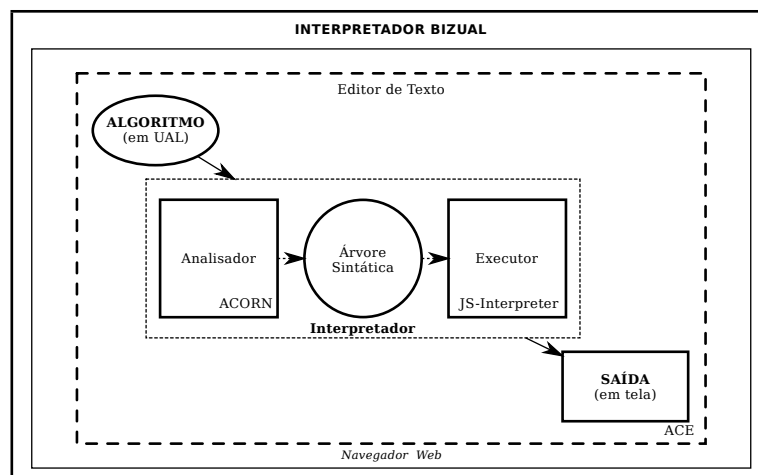 INTERPRETADOR BIZUAL
Editor de Texto
ALGORITMO
(em UAL)
Analisador
ACORN
Árvore
Sintática
Executor
JS-Interpreter
Interpretador
SAÍDA
(em tela)
ACE
Navegador Web